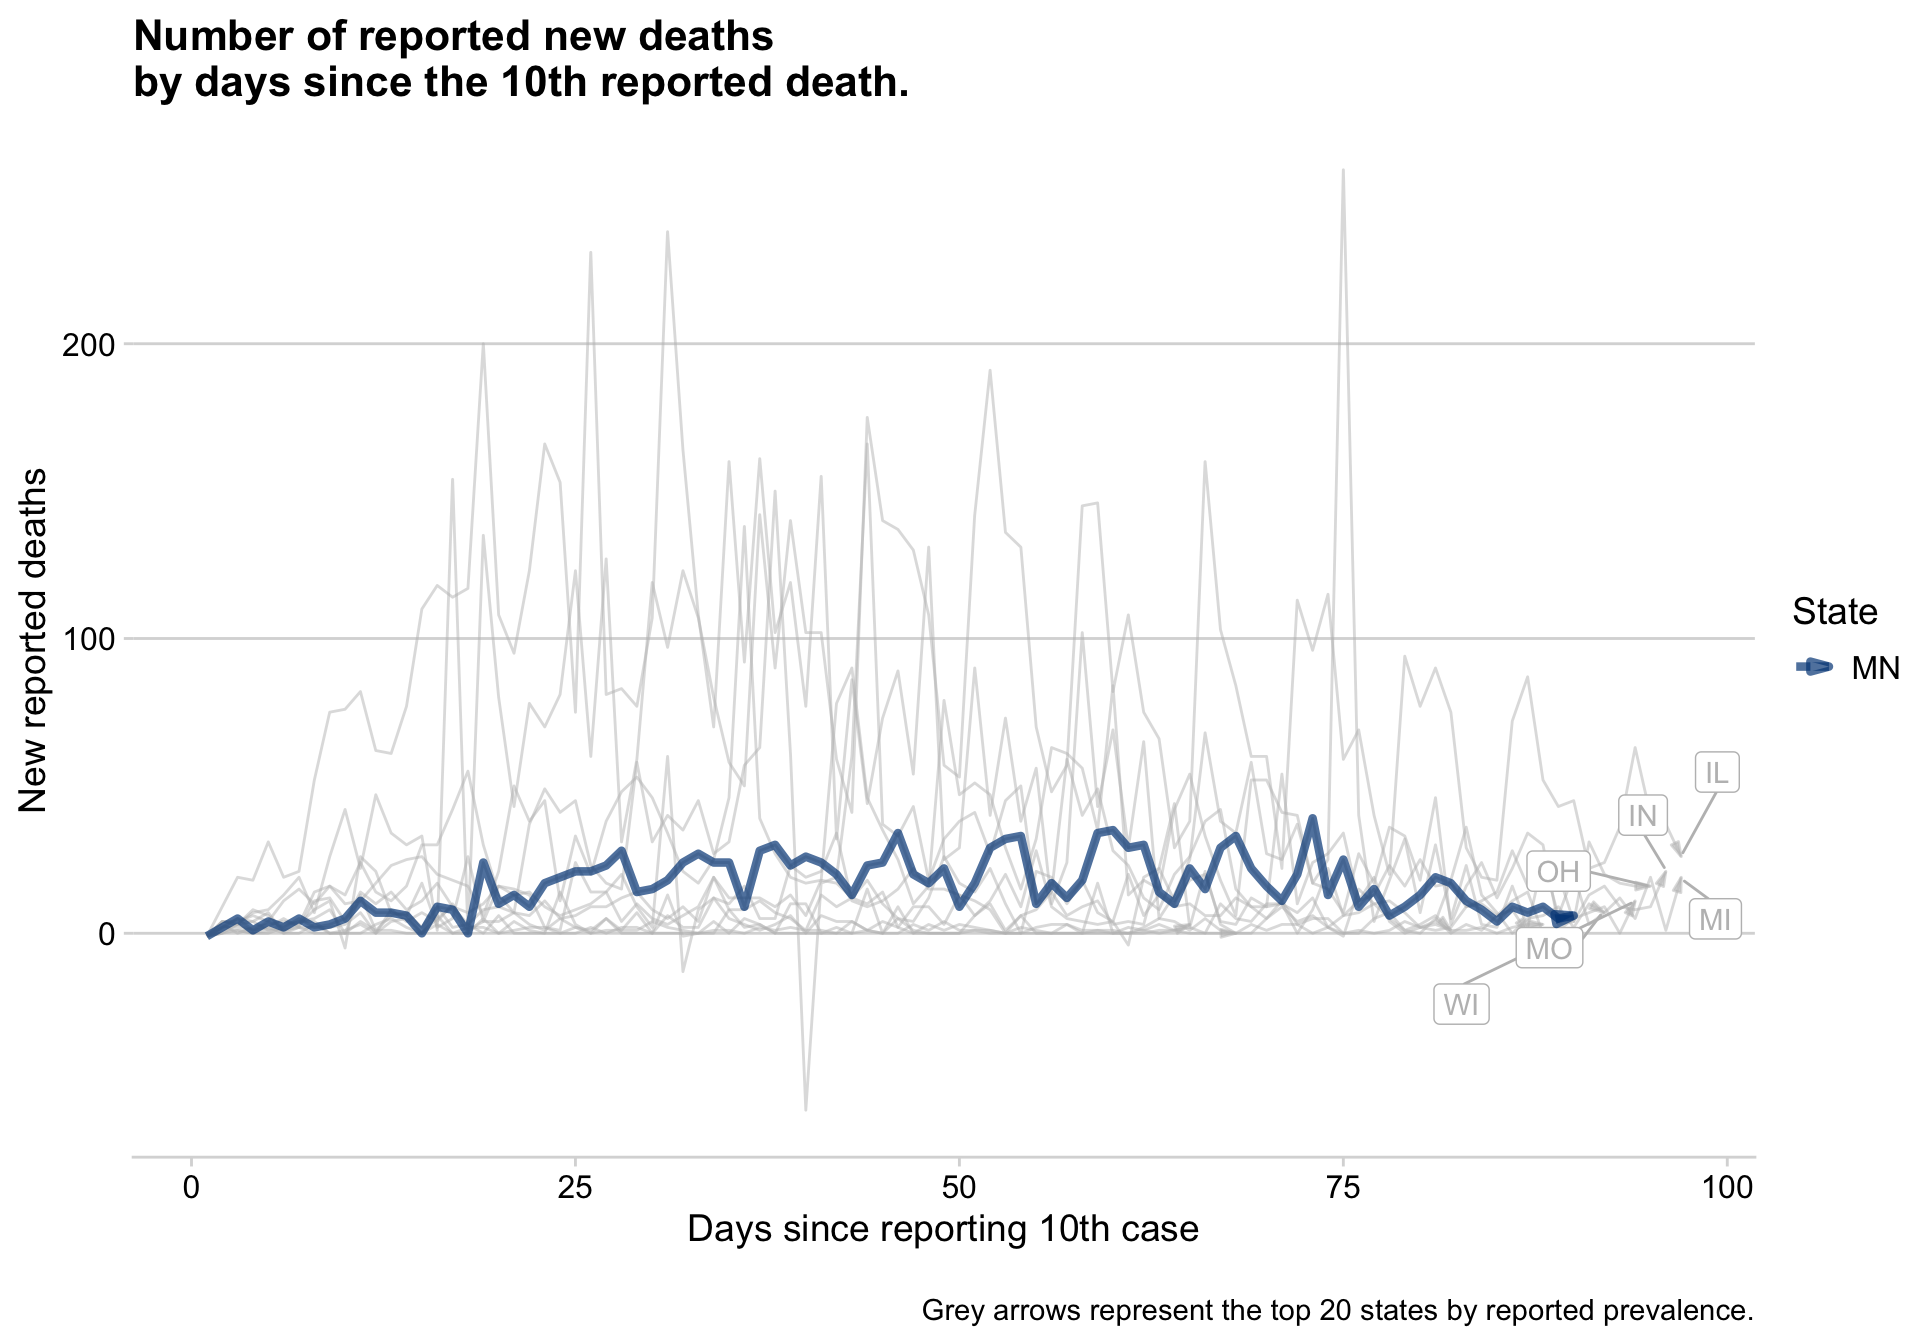 Number of reported new deaths
by days since the 10th reported death.
New reported deaths
200
100
0
IL
IN
OH
MI
MO
WI
State
MN
0
25
50
75
100
Days since reporting 10th case
Grey arrows represent the top 20 states by reported prevalence.